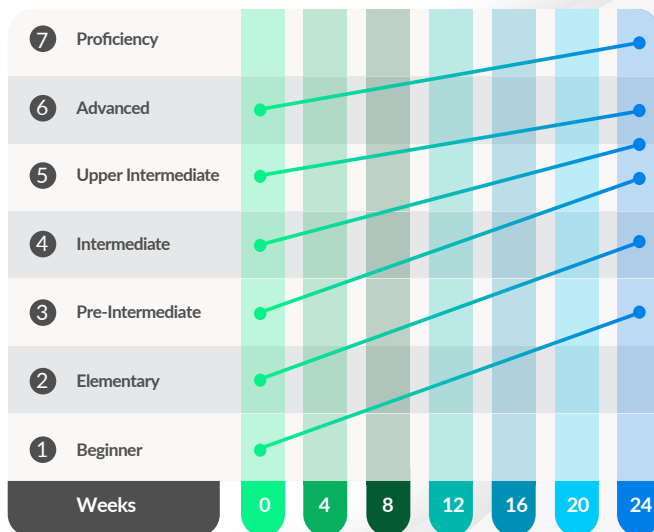 7 Proficiency
6 Advanced
5 Upper Intermediate
4 Intermediate
3 Pre-Intermediate
2 Elementary
1 Beginner
Weeks 0 4 8 12 16 20 24